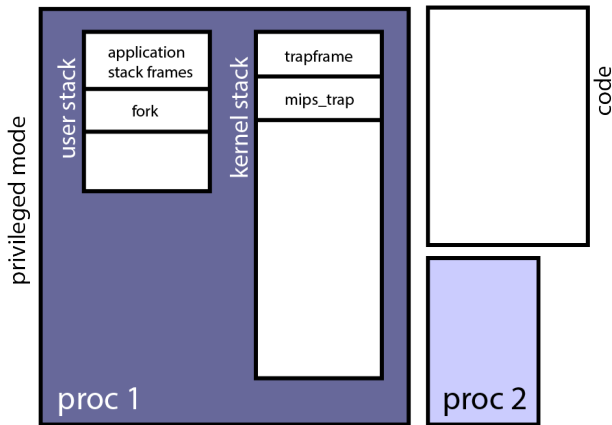 privileged mode
user stack
application
stack frames
fork
kernel stack
trapframe
mips_trap
proc 1
code
proc 2